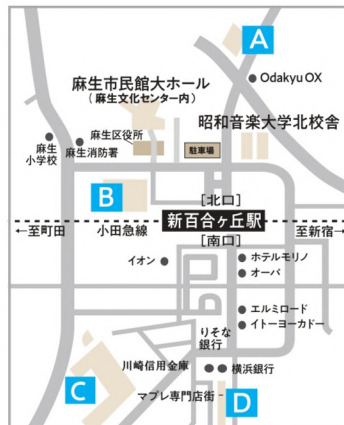 A
Odakyu OX
麻生市民館大ホール
(麻生文化センター内)
昭和音楽大学北校舎
麻生区役所
麻生
小学校
麻生消防署
駐車場
B
[北口]
新百合ヶ丘駅
←至町田
小田急線
至新宿→
[南口]
イオン
ホテルモリノ
オーパ
エルミロード
イトーヨーカドー
りそな
銀行
川崎信用金庫
横浜銀行
C
マプレ専門店街
D